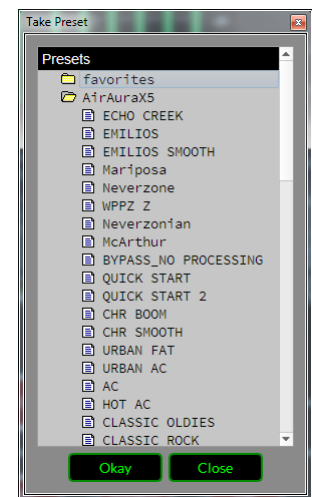 Take Preset
Presets
favorites
AirAuraX5
ECHO CREEK
EMILIOS
EMILIOS SMOOTH
Mariposa
Neverzone
WPPZ Z
Neverzonian
McArthur
BYPASS_NO PROCESSING
QUICK START
QUICK START 2
CHR BOOM
CHR SMOOTH
URBAN FAT
URBAN AC
AC
HOT AC
CLASSIC OLDIES
CLASSIC ROCK
Okay Close